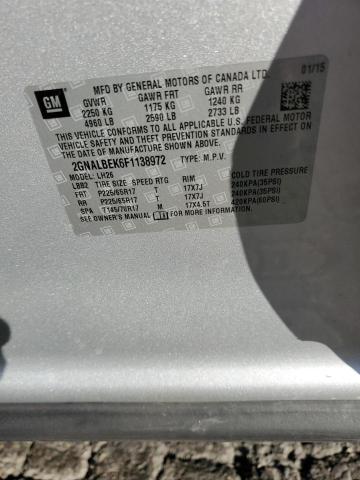 GM
MFD BY GENERAL MOTORS OF CANADA LTD. 01/15
GVWR GAWR FRT GAWR RR
2250 KG 1175 KG 1240 KG
4960 LB 2590 LB 2733 LB
THIS VEHICLE CONFORMS TO ALL APPLICABLE U.S. FEDERAL MOTOR
VEHICLE SAFETY AND THEFT PREVENTION STANDARDS IN EFFECT ON
THE DATE OF MANUFACTURE SHOWN ABOVE.
2GNALBEK6F1138972 TYPE: M.P.V.
MODEL: LH26
LBB2 TIRE SIZE SPEED RTG RIM COLD TIRE PRESSURE
FRT P225/65R17 T 17X7J 240KPA(35PSI)
RR P225/65R17 T 17X7J 240KPA(35PSI)
SPA T145/70R17 M 17X4.5T 420KPA(60PSI)
SEE OWNER'S MANUAL FOR MORE INFORMATION.